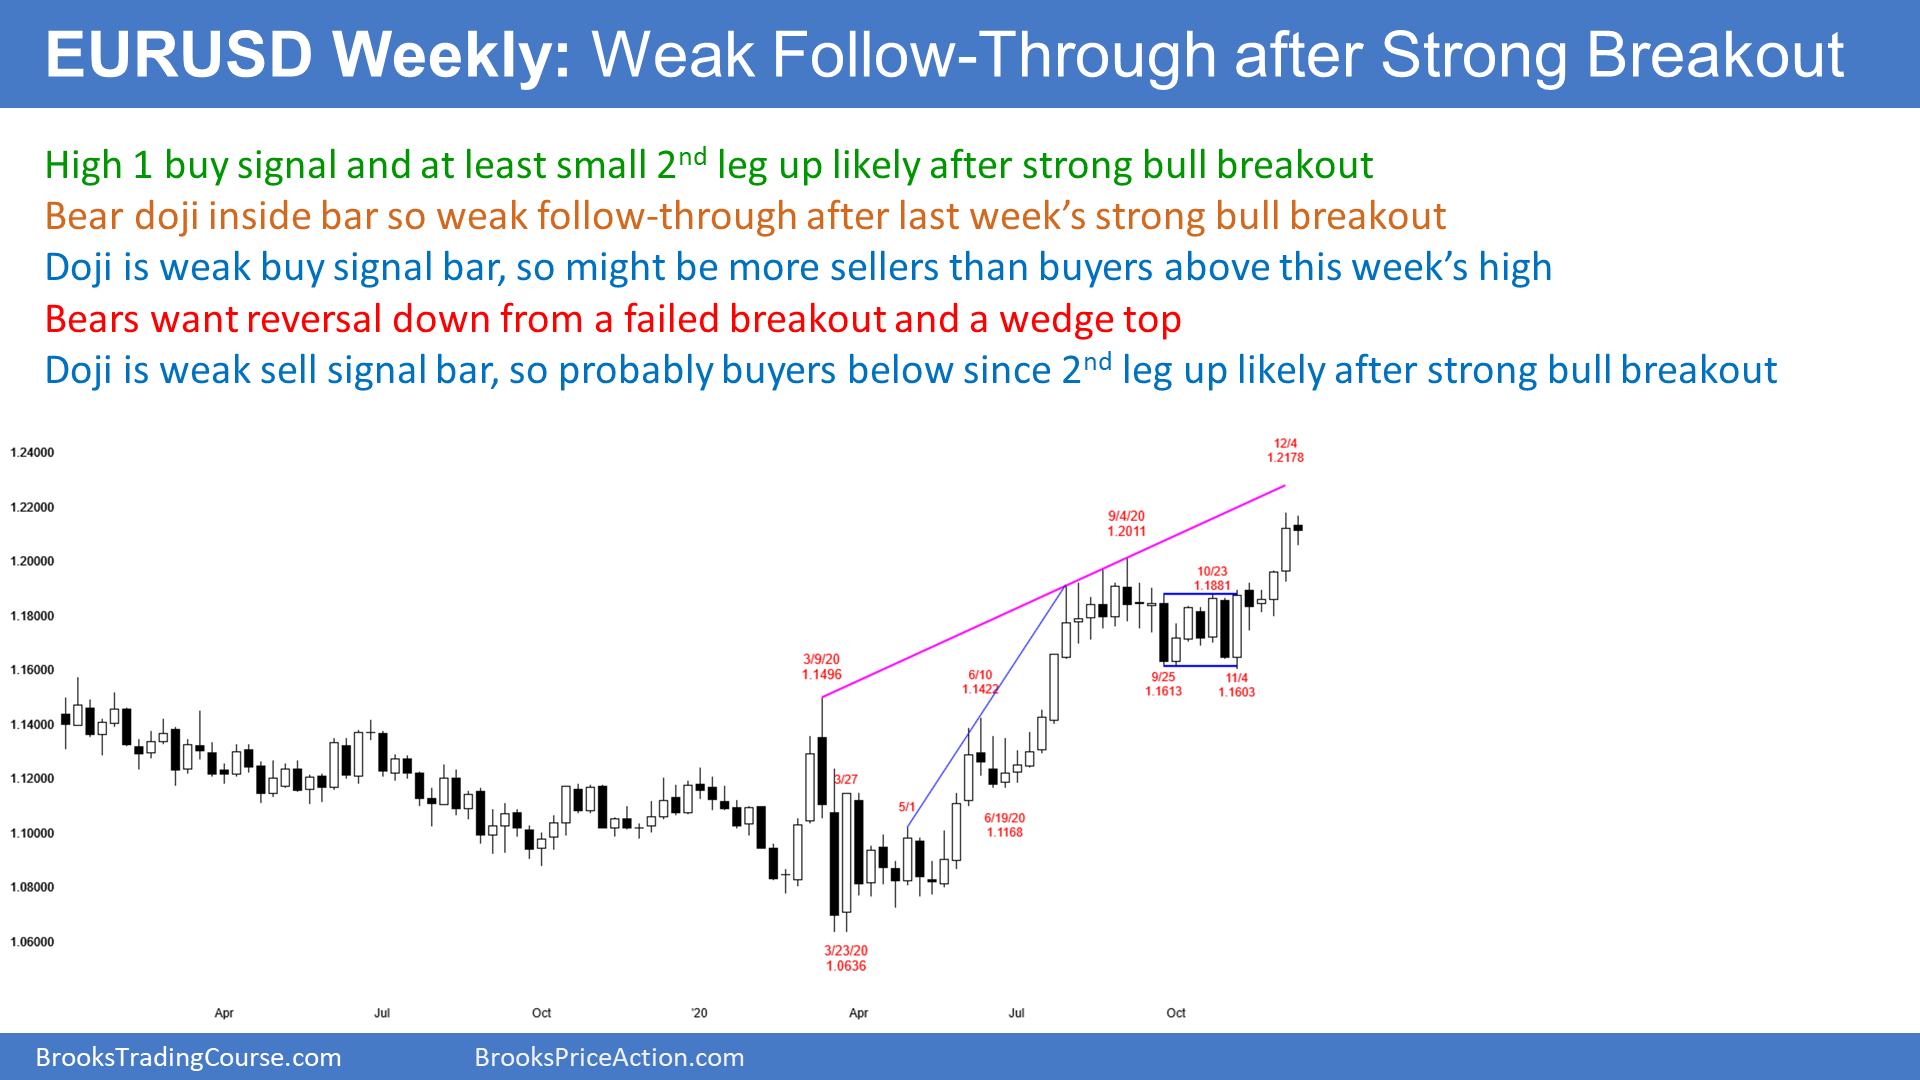 EURUSD Weekly: Weak Follow-Through after Strong Breakout
High 1 buy signal and at least small 2nd leg up likely after strong bull breakout
Bear doji inside bar so weak follow-through after last week’s strong bull breakout
Doji is weak buy signal bar, so might be more sellers than buyers above this week’s high
Bears want reversal down from a failed breakout and a wedge top
Doji is weak sell signal bar, so probably buyers below since 2nd leg up likely after strong bull breakout
12/4
1.2178
1.24000
1.22000
9/4/20
1.2011
1.20000
10/23
1.1881
1.18000
3/9/20
1.1496
6/10
1.1422
1.16000
9/25
1.1613
11/4
1.1603
1.14000
1.12000
3/27
5/1
6/19/20
1.1168
1.10000
1.08000
1.06000
3/23/20
1.0636
Apr
Jul
Oct
'20
Apr
Jul
Oct
BrooksTradingCourse.com
BrooksPriceAction.com